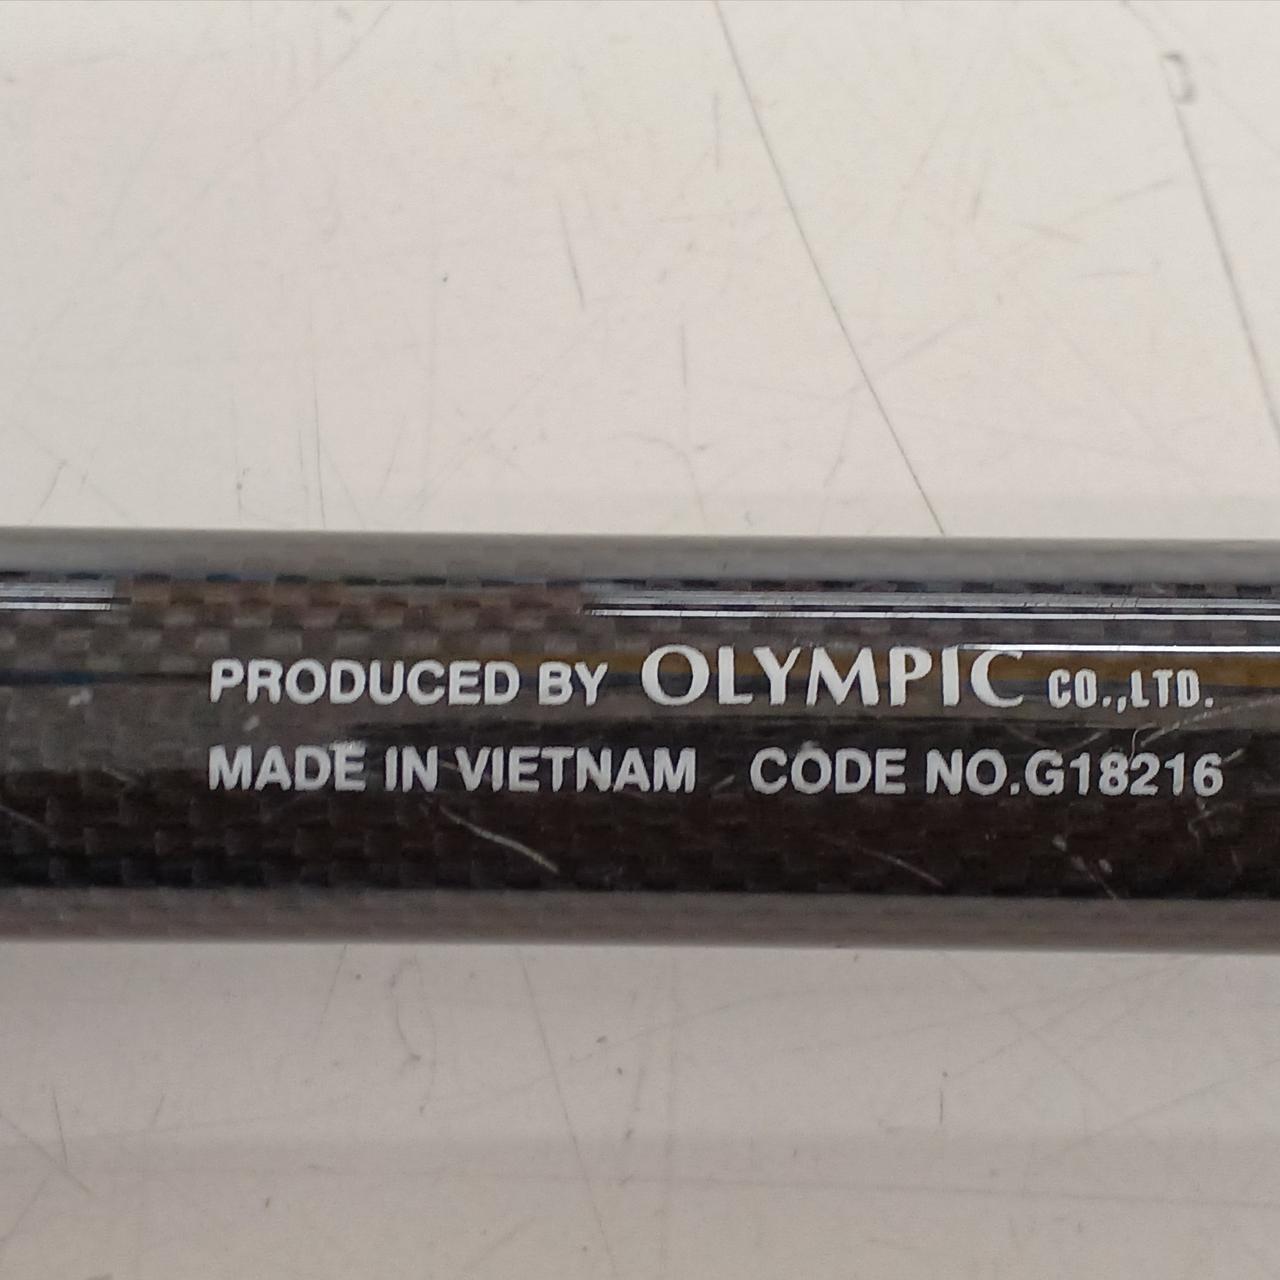 PRODUCED BY OLYMPIC CO.,LTD.
MADE IN VIETNAM CODE NO.G18216